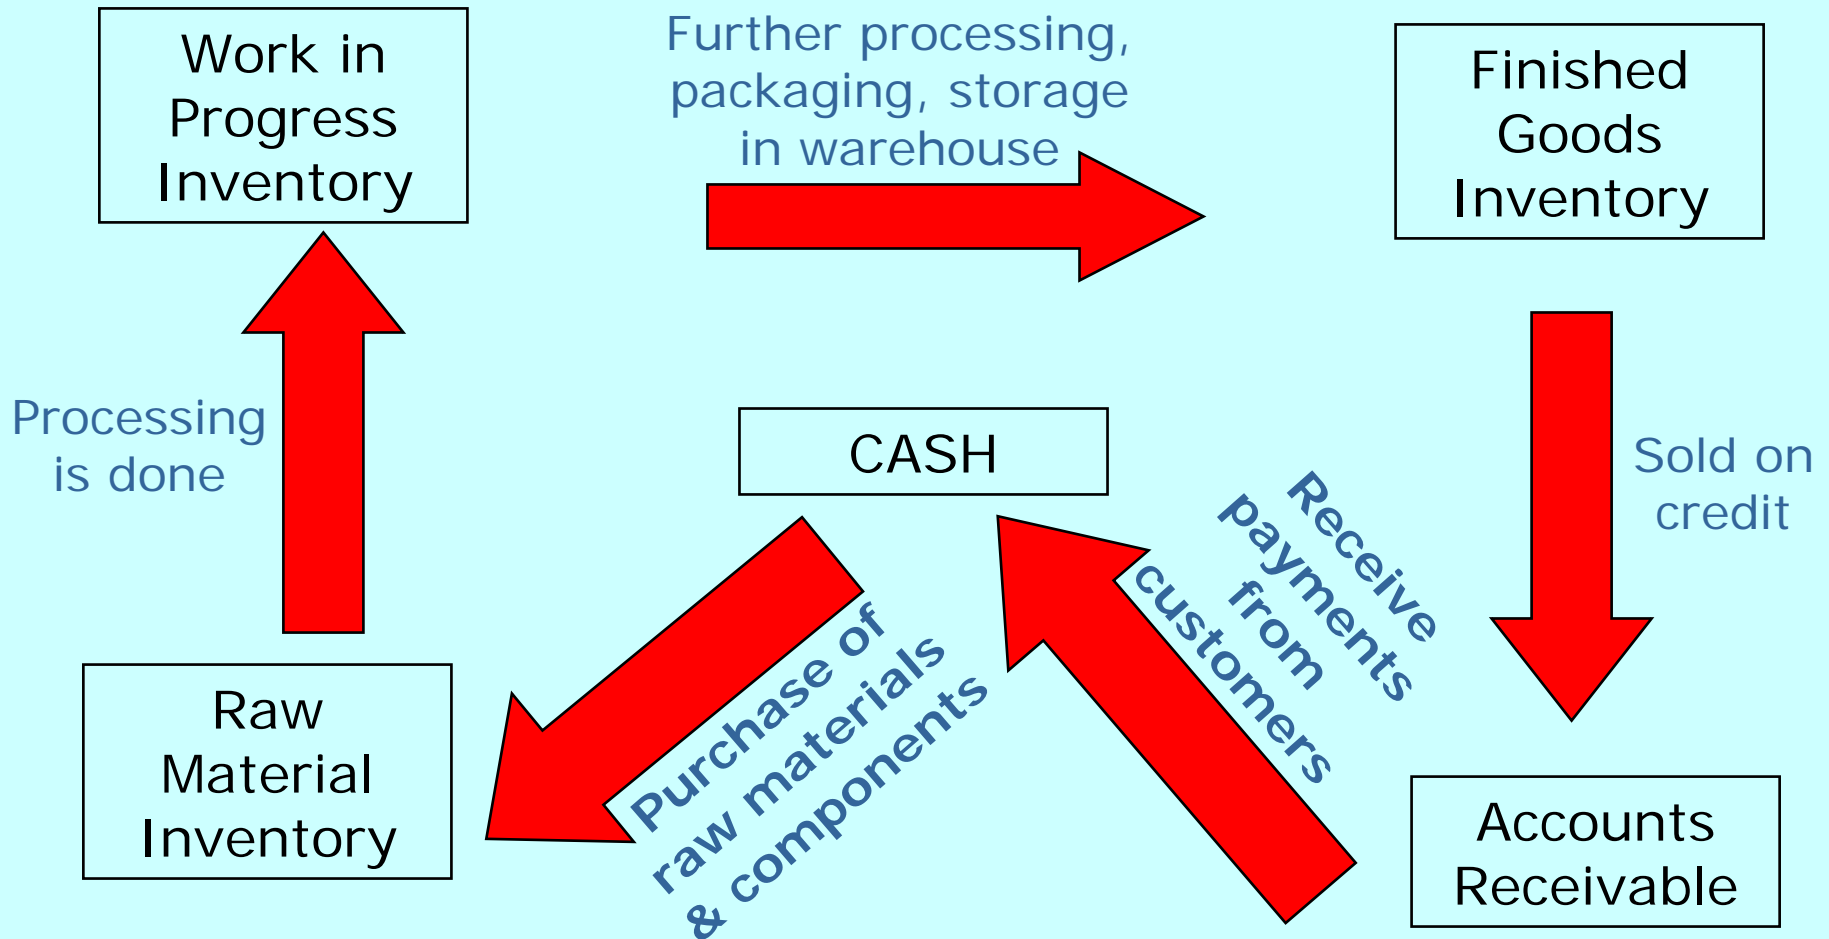 Work in
Progress
Inventory
Further processing,
packaging, storage
in warehouse
Finished
Goods
Inventory
Processing
is done
CASH
Sold on
credit
Receive
payments
from
customers
Purchase of
raw materials
& components
Raw
Material
Inventory
Accounts
Receivable